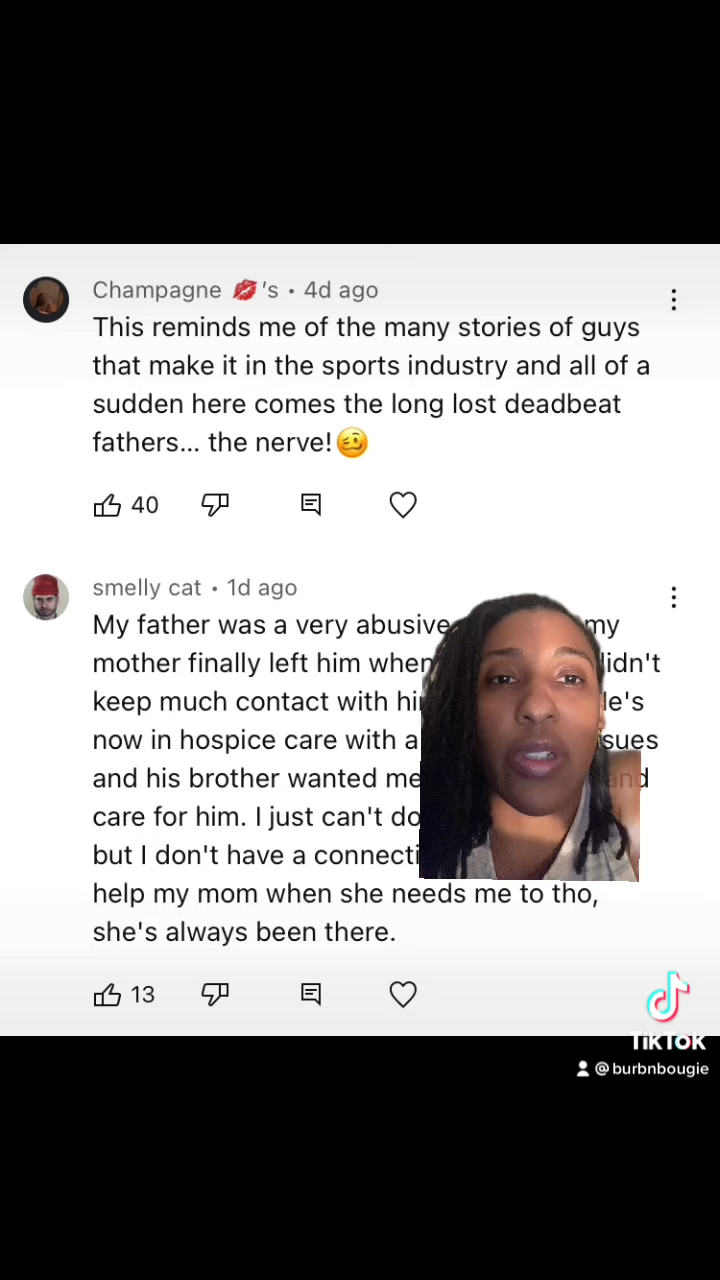 Champagne 💋's • 4d ago
This reminds me of the many stories of guys
that make it in the sports industry and all of a
sudden here comes the long lost deadbeat
fathers... the nerve!🥴
40
smelly cat • 1d ago
My father was a very abusive my
mother finally left him when idn't
keep much contact with e's
now in hospice care with a sues
and his brother wanted me and
care for him. I just can't do
but I don't have a
help my mom when she needs me to tho,
she's always been there.
13
TikTok
@burbnbougie